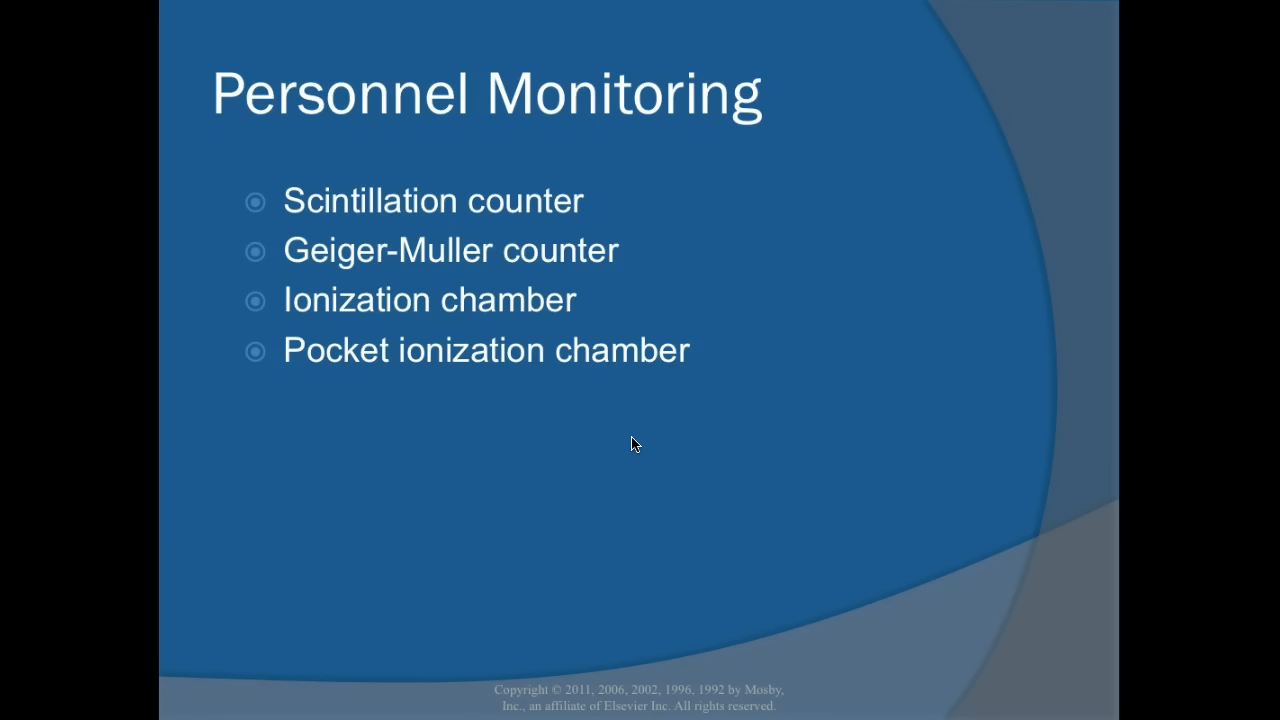 Personnel Monitoring
Scintillation counter
Geiger-Muller counter
Ionization chamber
Pocket ionization chamber
Copyright © 2011, 2006, 2002, 1996, 1992 by Mosby,
Inc., an affiliate of Elsevier Inc. All rights reserved.